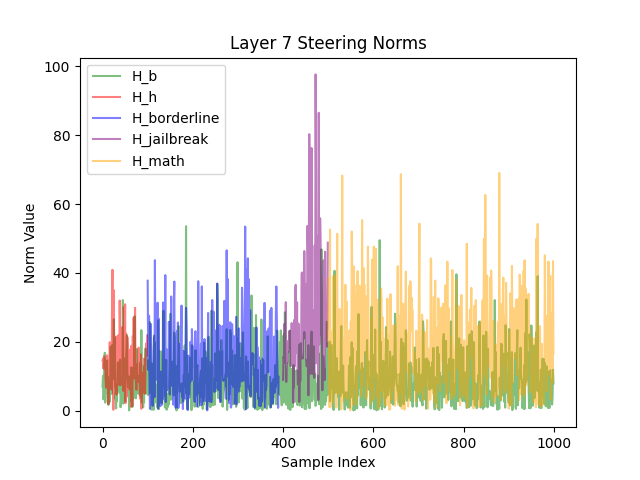 Layer 7 Steering Norms
H_b
H_h
H_borderline
H_jailbreak
H_math
Norm Value
100
80
60
40
20
0
0 200 400 600 800 1000
Sample Index